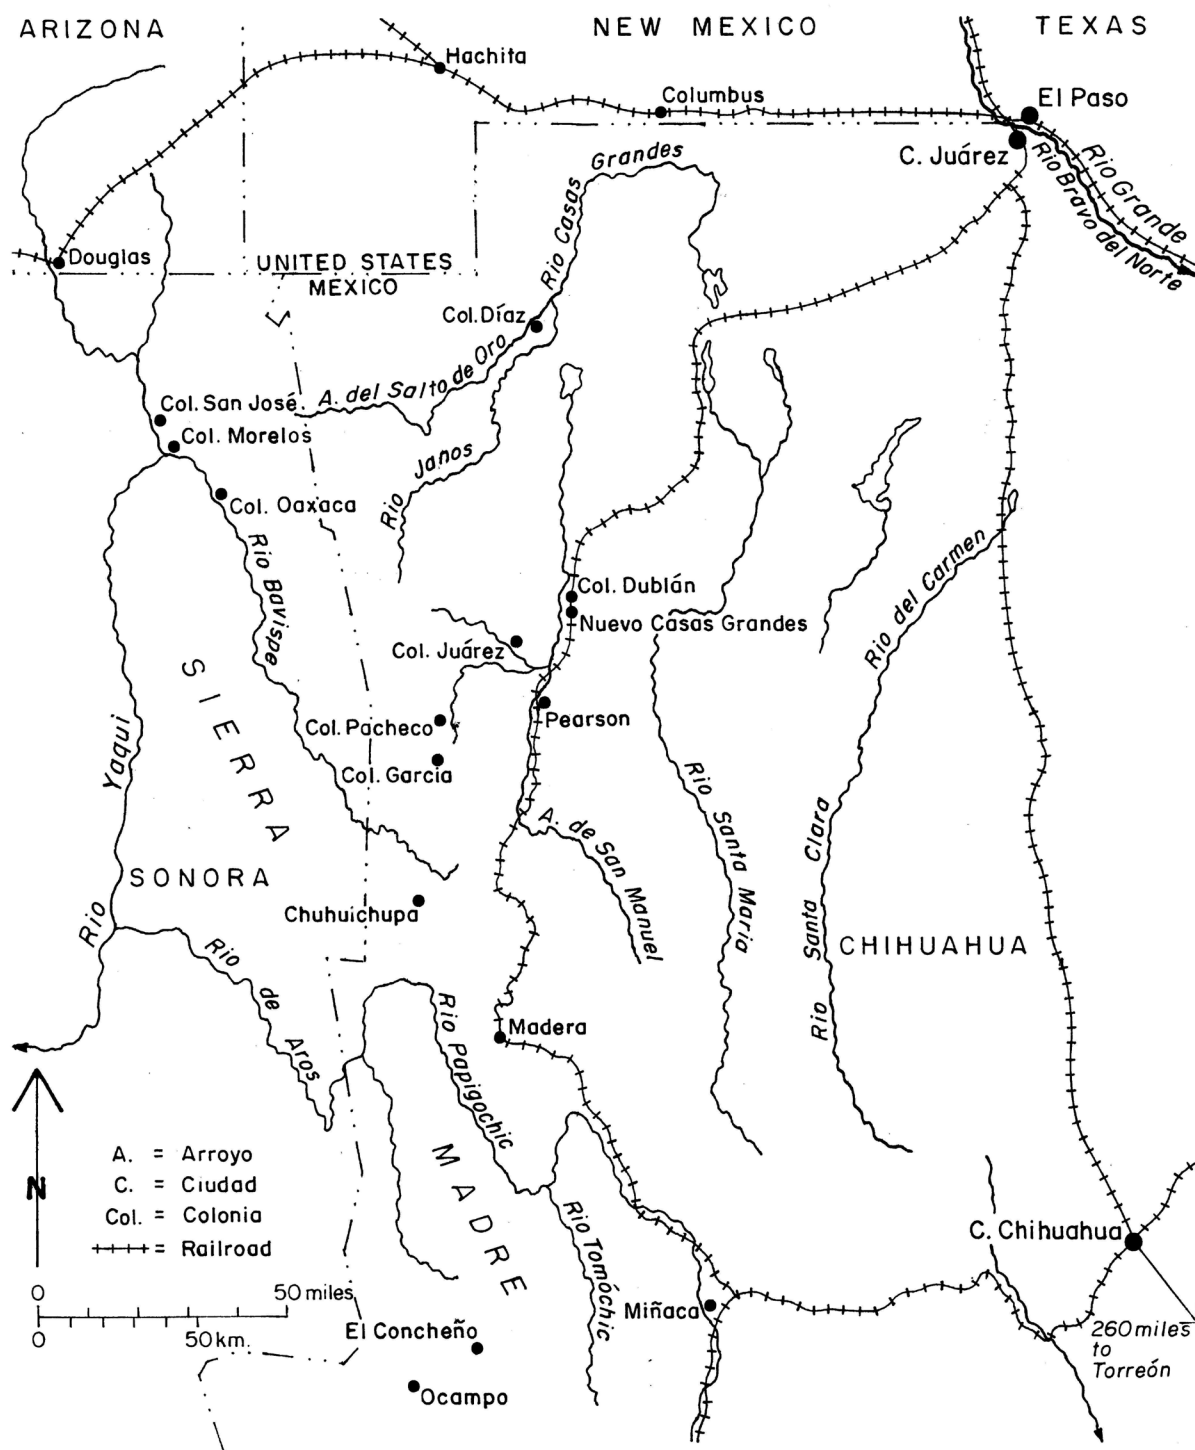 ARIZONA
NEW MEXICO
TEXAS
Hachita
Columbus
El Paso
C. Juárez
Rio Grande
Rio Bravo del Norte
Rio Casas Grandes
Douglas
UNITED STATES
MEXICO
Col. Díaz
A. del Salto de Oro
Col. San José
Col. Morelos
Rio Janos
Col. Oaxaca
Rio Bavispe
Col. Dublán
Nuevo Casas Grandes
Rio del Carmen
Col. Juárez
SIERRA
Col. Pacheco
Pearson
Col. Garcia
Rio Yaqui
A. de San Manuel
Rio Santa Maria
Rio Santa Clara
SONORA
Chuhuichupa
CHIHUAHUA
Rio de Aros
Rio Papigochic
Madera
MADRE
N
A. = Arroyo
C. = Ciudad
Col. = Colonia
= Railroad
Rio Tomóchic
C. Chihuahua
0 50 miles
0 50 km.
Miñaca
El Concheño
Ocampo
260 miles
to
Torreón